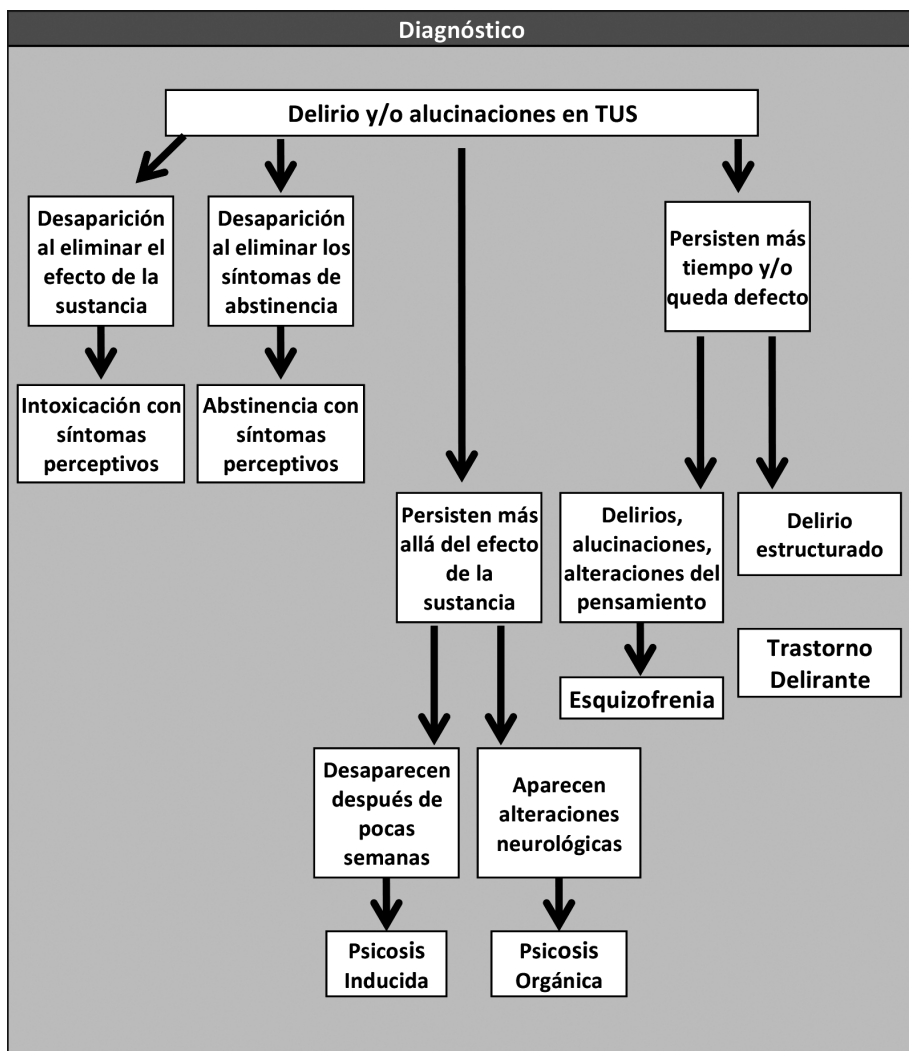 Diagnóstico
Delirio y/o alucinaciones en TUS
Desaparición
al eliminar el
efecto de la
sustancia
Desaparición
al eliminar los
síntomas de
abstinencia
Persisten más
tiempo y/o
queda defecto
Intoxicación con
síntomas
perceptivos
Abstinencia con
síntomas
perceptivos
Persisten más
allá del efecto
de la
sustancia
Delirios,
alucinaciones,
alteraciones del
pensamiento
Delirio
estructurado
Trastorno
Delirante
Esquizofrenia
Desaparecen
después de
pocas
semanas
Aparecen
alteraciones
neurológicas
Psicosis
Inducida
Psicosis
Orgánica